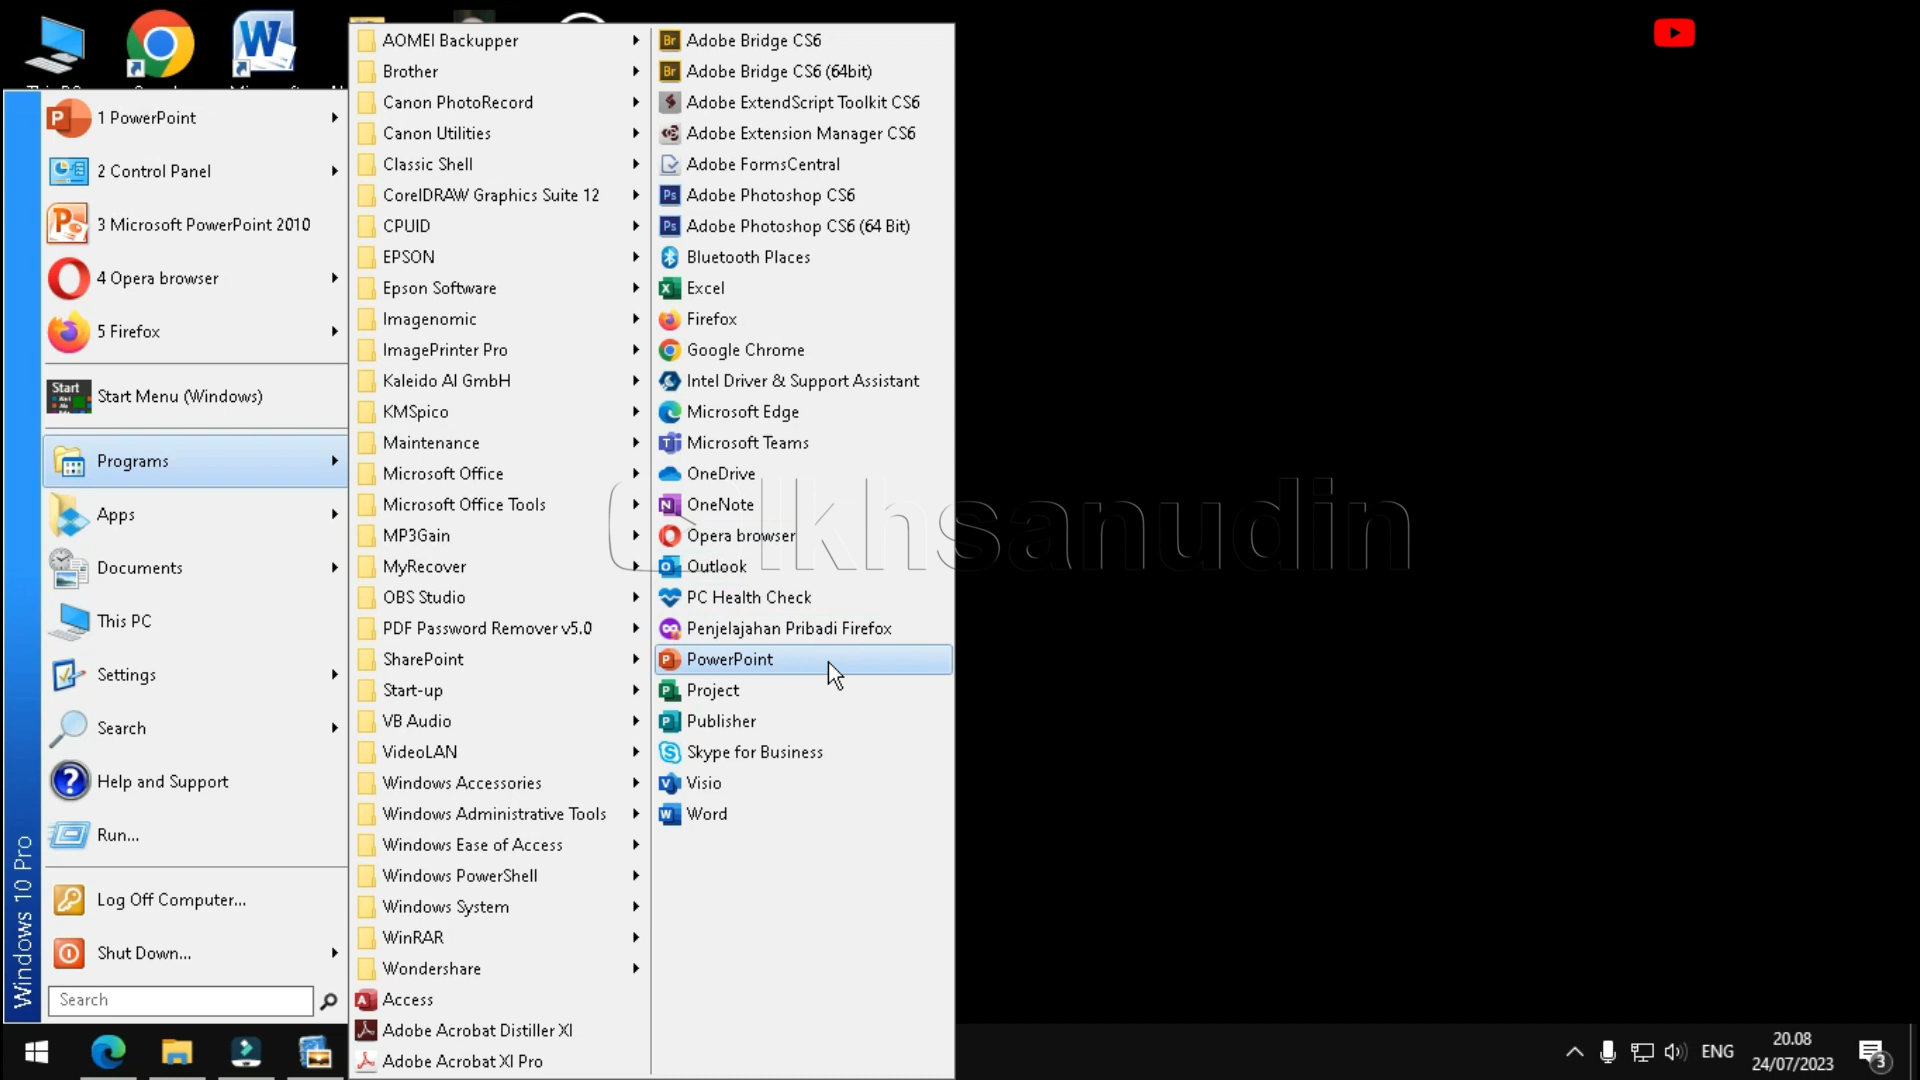 1 PowerPoint
2 Control Panel
3 Microsoft PowerPoint 2010
4 Opera browser
5 Firefox
Start Menu (Windows)
Programs
Apps
Documents
This PC
Settings
Search
Help and Support
Run...
Log Off Computer...
Shut Down...
Search
Windows 10 Pro
AOMEI Backupper
Brother
Canon PhotoRecord
Canon Utilities
Classic Shell
CorelDRAW Graphics Suite 12
CPUID
EPSON
Epson Software
Imagenomic
ImagePrinter Pro
Kaleido AI GmbH
KMSpico
Maintenance
Microsoft Office
Microsoft Office Tools
MP3Gain
MyRecover
OBS Studio
PDF Password Remover v5.0
SharePoint
Start-up
VB Audio
VideoLAN
Windows Accessories
Windows Administrative Tools
Windows Ease of Access
Windows PowerShell
Windows System
WinRAR
Wondershare
Access
Adobe Acrobat Distiller XI
Adobe Acrobat XI Pro
Adobe Bridge CS6
Adobe Bridge CS6 (64bit)
Adobe ExtendScript Toolkit CS6
Adobe Extension Manager CS6
Adobe FormsCentral
Adobe Photoshop CS6
Adobe Photoshop CS6 (64 Bit)
Bluetooth Places
Excel
Firefox
Google Chrome
Intel Driver & Support Assistant
Microsoft Edge
Microsoft Teams
OneDrive
OneNote
Opera browser
Outlook
PC Health Check
Penjelajahan Pribadi Firefox
PowerPoint
Project
Publisher
Skype for Business
Visio
Word
Ikhsanudin
ENG
20.08
24/07/2023
3